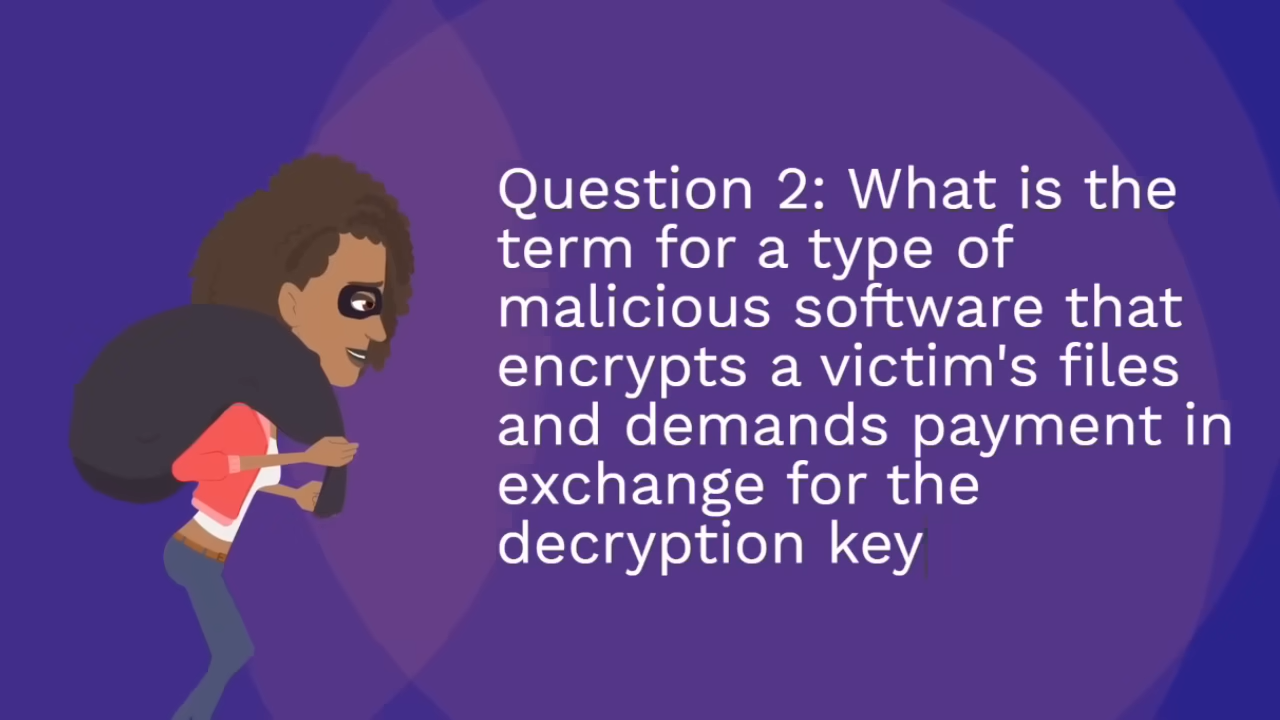 Question 2: What is the
term for a type of
malicious software that
encrypts a victim's files
and demands payment in
exchange for the
decryption key